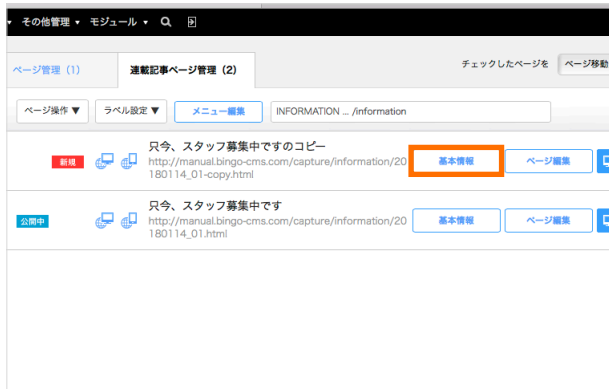 その他管理 ▾ モジュール ▾
ページ管理（1）
連載記事ページ管理（2）
チェックしたページを
ページ移動
ページ操作 ▼
ラベル設定 ▼
メニュー編集
INFORMATION ... /information
新規
只今、スタッフ募集中ですのコピー
http://manual.bingo-cms.com/capture/information/20
180114_01-copy.html
基本情報
ページ編集
公開中
只今、スタッフ募集中です
http://manual.bingo-cms.com/capture/information/20
180114_01.html
基本情報
ページ編集